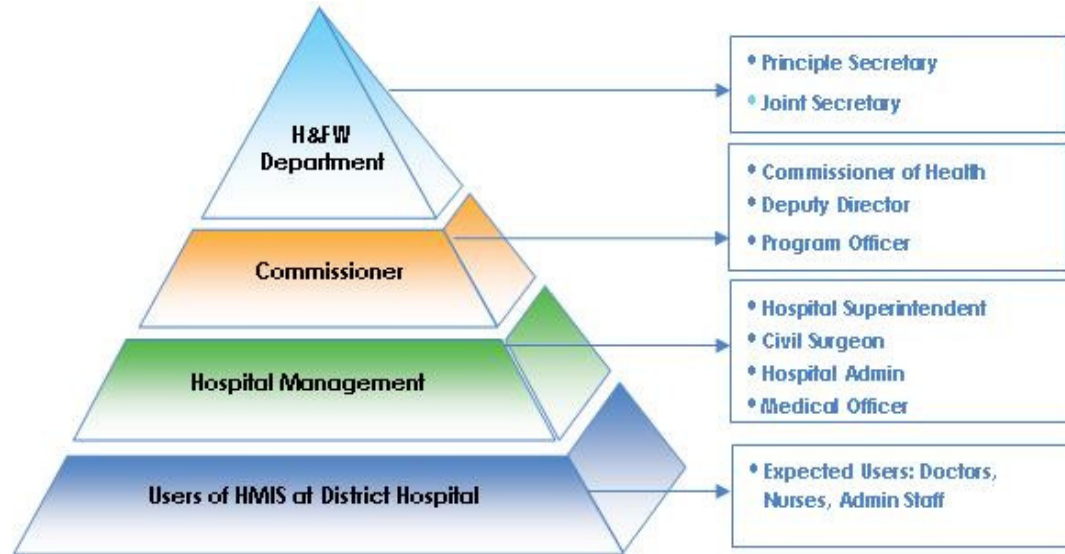 H&FW
Department
• Principle Secretary
• Joint Secretary
Commissioner
• Commissioner of Health
• Deputy Director
• Program Officer
Hospital Management
• Hospital Superintendent
• Civil Surgeon
• Hospital Admin
• Medical Officer
Users of HMIS at District Hospital
• Expected Users: Doctors,
Nurses, Admin Staff